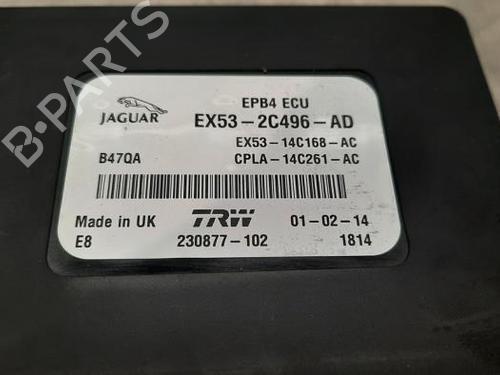 EPB4 ECU
JAGUAR
EX53-2C496-AD
EX53-14C168-AC
B47QA
CPLA-14C261-AC
Made in UK
TRW
01-02-14
E8
230877-102
1814
B-PARTS
B-PARTS